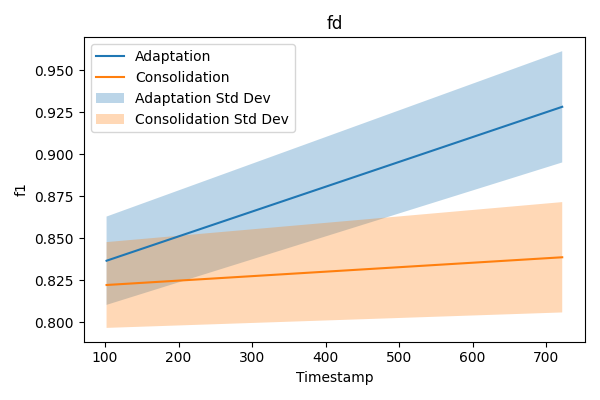 fd
Adaptation
Consolidation
Adaptation Std Dev
Consolidation Std Dev
f1
0.950
0.925
0.900
0.875
0.850
0.825
0.800
100 200 300 400 500 600 700
Timestamp